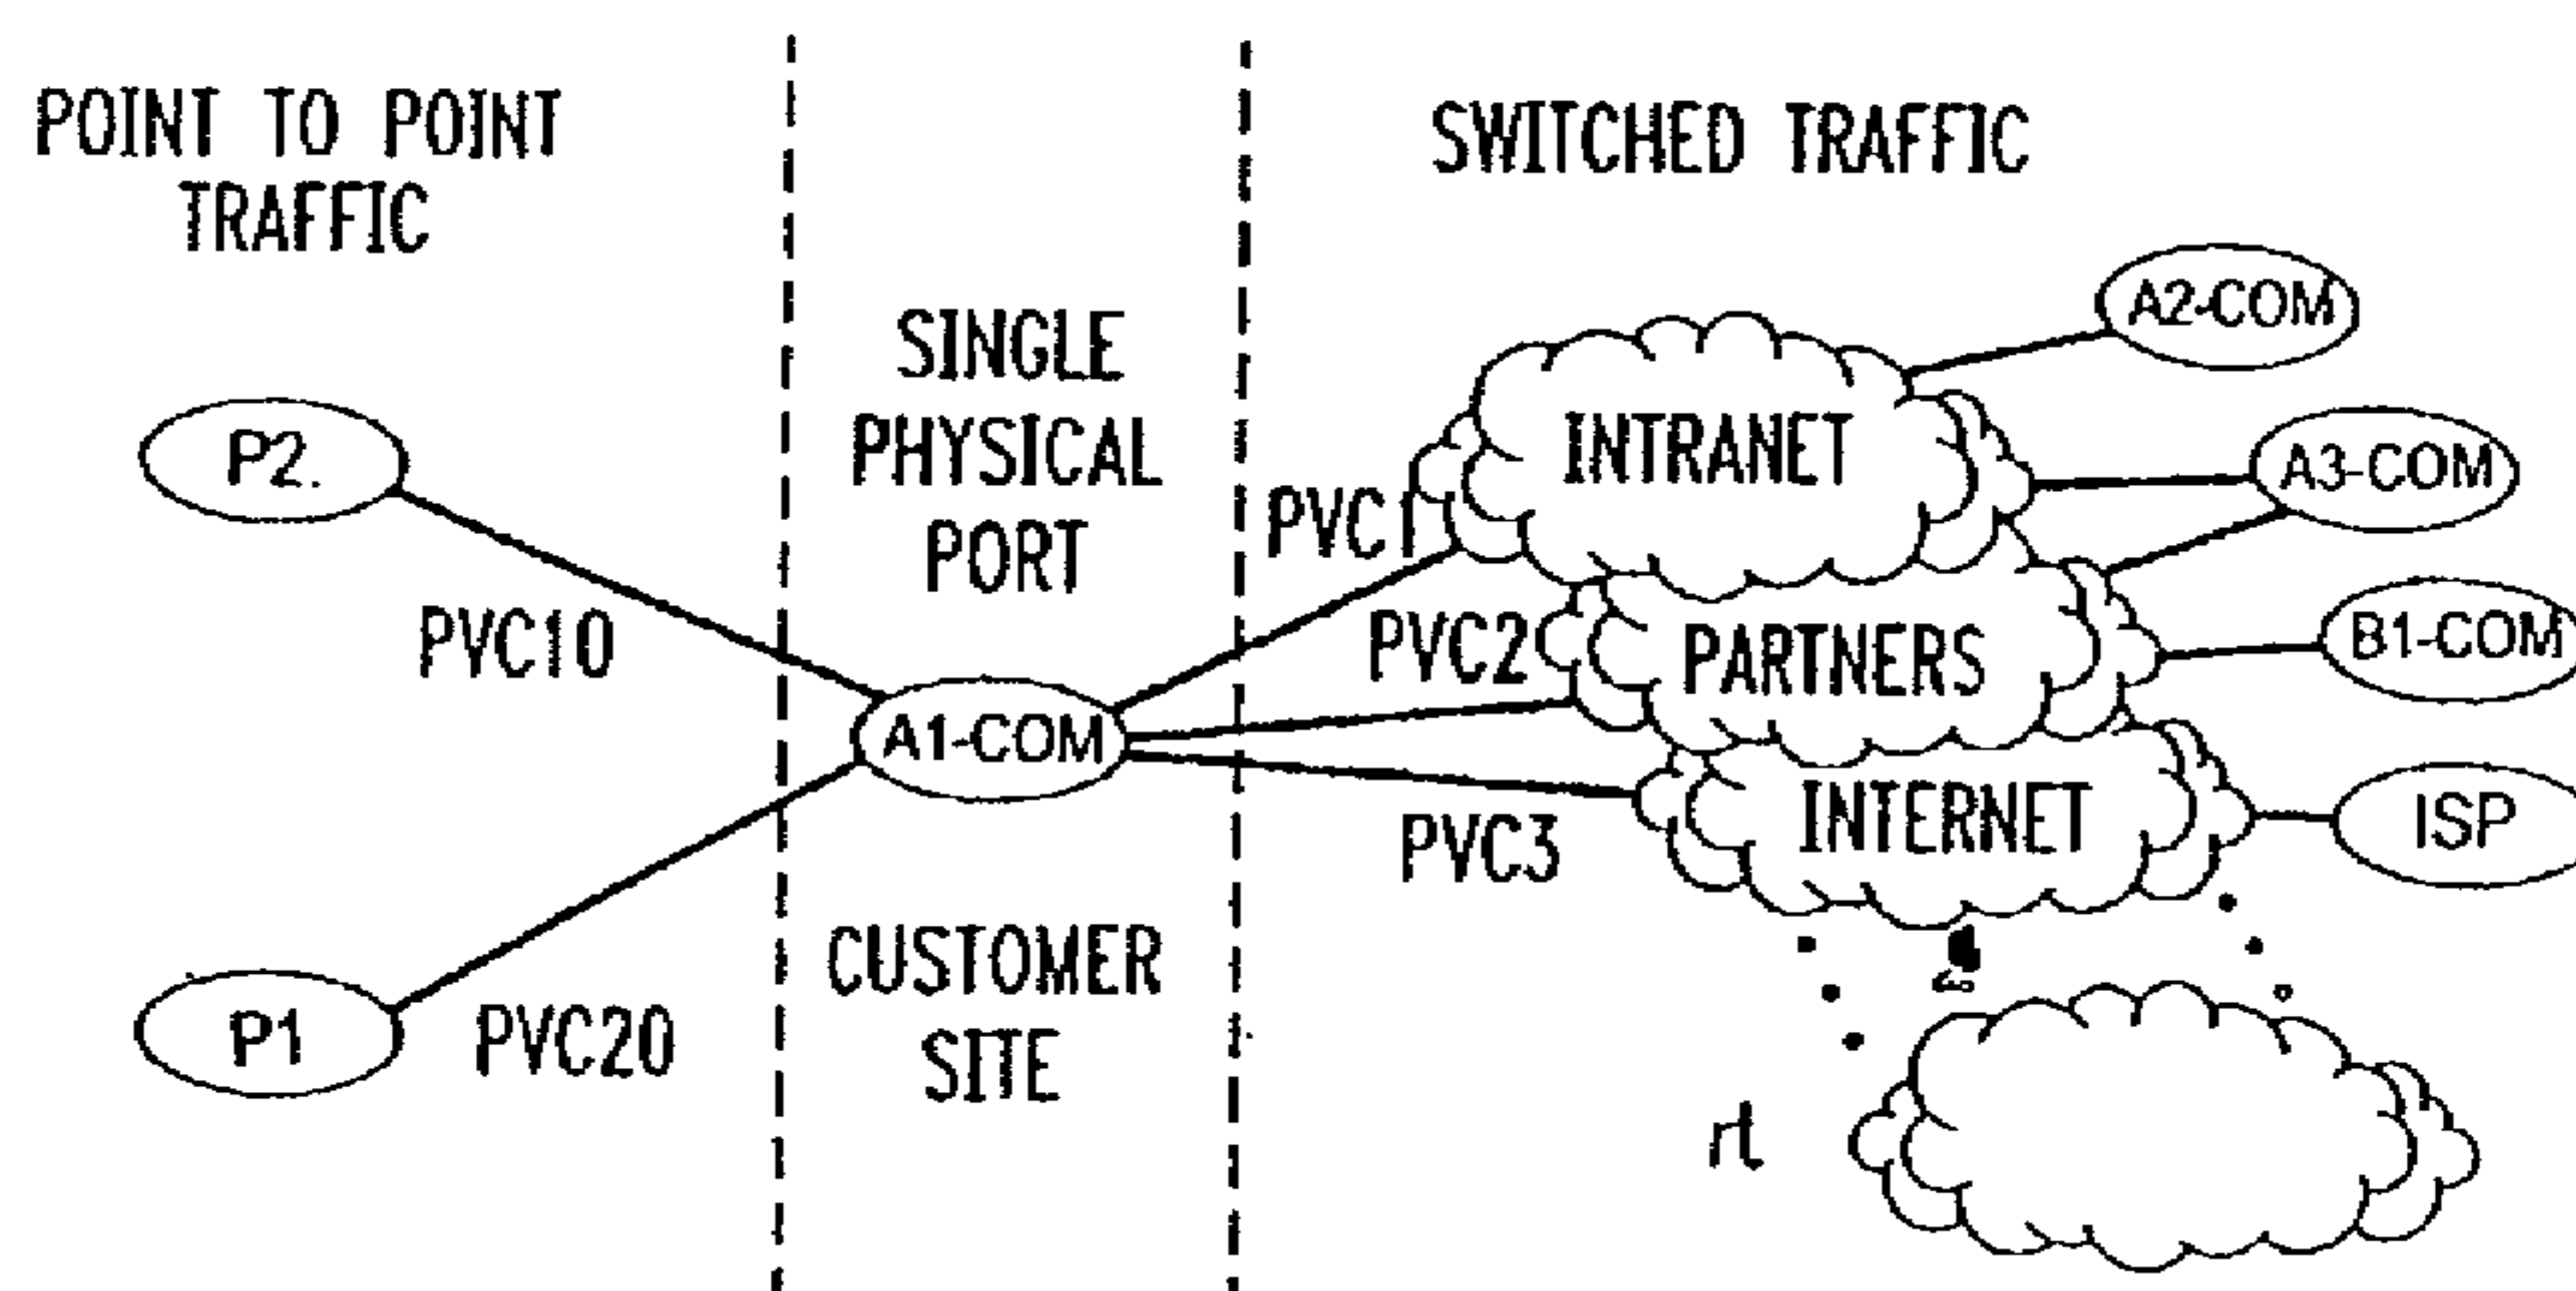 POINT TO POINT
TRAFFIC
SWITCHED TRAFFIC
SINGLE
PHYSICAL
PORT
P2.
PVC10
A1-COM
P1
PVC20
CUSTOMER
SITE
PVC1
PVC2
PVC3
INTRANET
PARTNERS
INTERNET
A2-COM
A3-COM
B1-COM
ISP